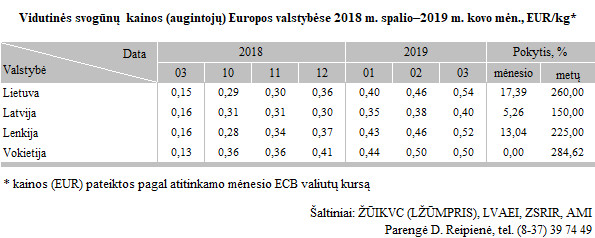 Vidutinės svogūnų kainos (augintojų) Europos valstybėse 2018 m. spalio–2019 m. kovo mėn., EUR/kg*
Data 2018 2019 Pokytis, %
Valstybė 03 10 11 12 01 02 03 mėnesio metų
Lietuva 0,15 0,29 0,30 0,36 0,40 0,46 0,54 17,39 260,00
Latvija 0,16 0,31 0,31 0,30 0,35 0,38 0,40 5,26 150,00
Lenkija 0,16 0,28 0,34 0,37 0,43 0,46 0,52 13,04 225,00
Vokietija 0,13 0,36 0,36 0,41 0,44 0,50 0,50 0,00 284,62
* kainos (EUR) pateiktos pagal atitinkamo mėnesio ECB valiutų kursą
Šaltiniai: ŽŪIKVC (LŽŪMPRIS), LVAEI, ZSRIR, AMI
Parengė D. Reipienė, tel. (8-37) 39 74 49